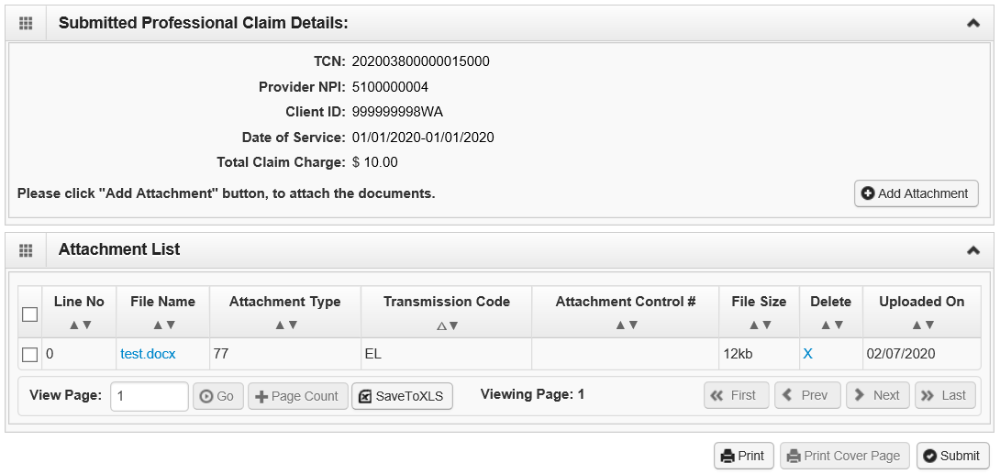 Submitted Professional Claim Details:
TCN: 202003800000015000
Provider NPI: 5100000004
Client ID: 999999998WA
Date of Service: 01/01/2020-01/01/2020
Total Claim Charge: $ 10.00
Please click "Add Attachment" button, to attach the documents.
Add Attachment
Attachment List
Line No File Name Attachment Type Transmission Code Attachment Control # File Size Delete Uploaded On
0 test.docx 77 EL 12kb X 02/07/2020
View Page: 1 Go Page Count SaveToXLS Viewing Page: 1 First Prev Next Last
Print Print Cover Page Submit